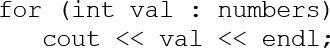 for (int val : numbers)
   cout << val << endl;